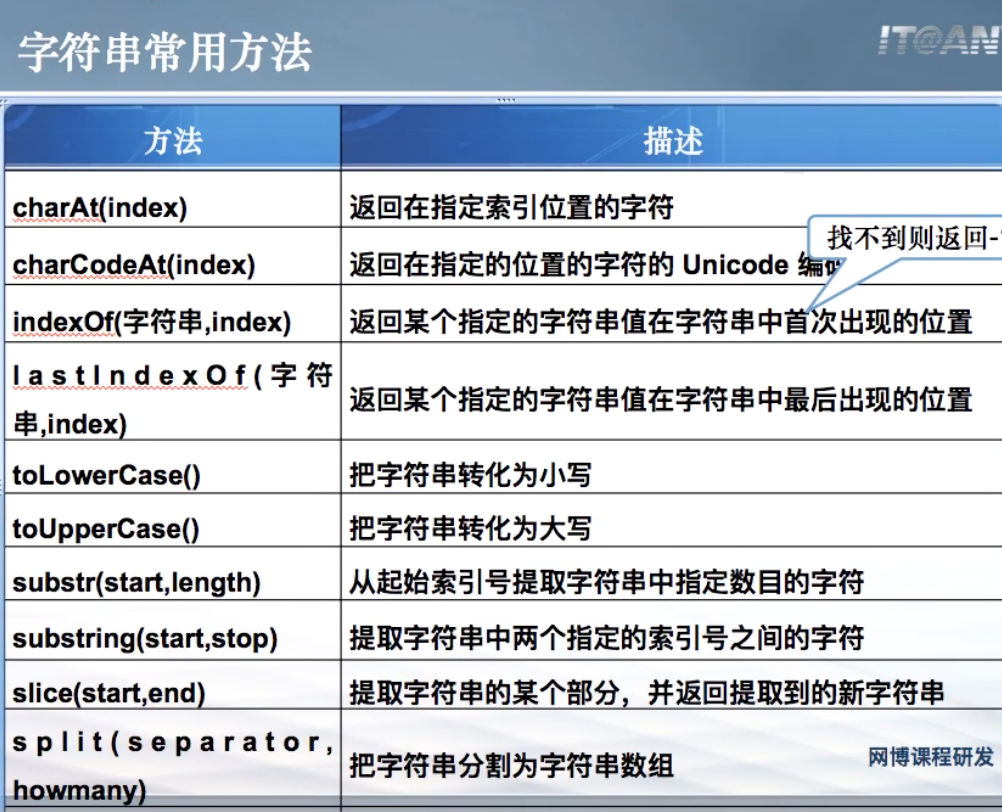 字符串常用方法
IT@AN
方法 描述
charAt(index) 返回在指定索引位置的字符
找不到则返回-
charCodeAt(index) 返回在指定的位置的字符的 Unicode 编码
indexOf(字符串,index) 返回某个指定的字符串值在字符串中首次出现的位置
lastIndexOf(字符
串,index)
返回某个指定的字符串值在字符串中最后出现的位置
toLowerCase() 把字符串转化为小写
toUpperCase() 把字符串转化为大写
substr(start,length) 从起始索引号提取字符串中指定数目的字符
substring(start,stop) 提取字符串中两个指定的索引号之间的字符
slice(start,end) 提取字符串的某个部分，并返回提取到的新字符串
split(separator,
howmany)
把字符串分割为字符串数组
网博课程研发